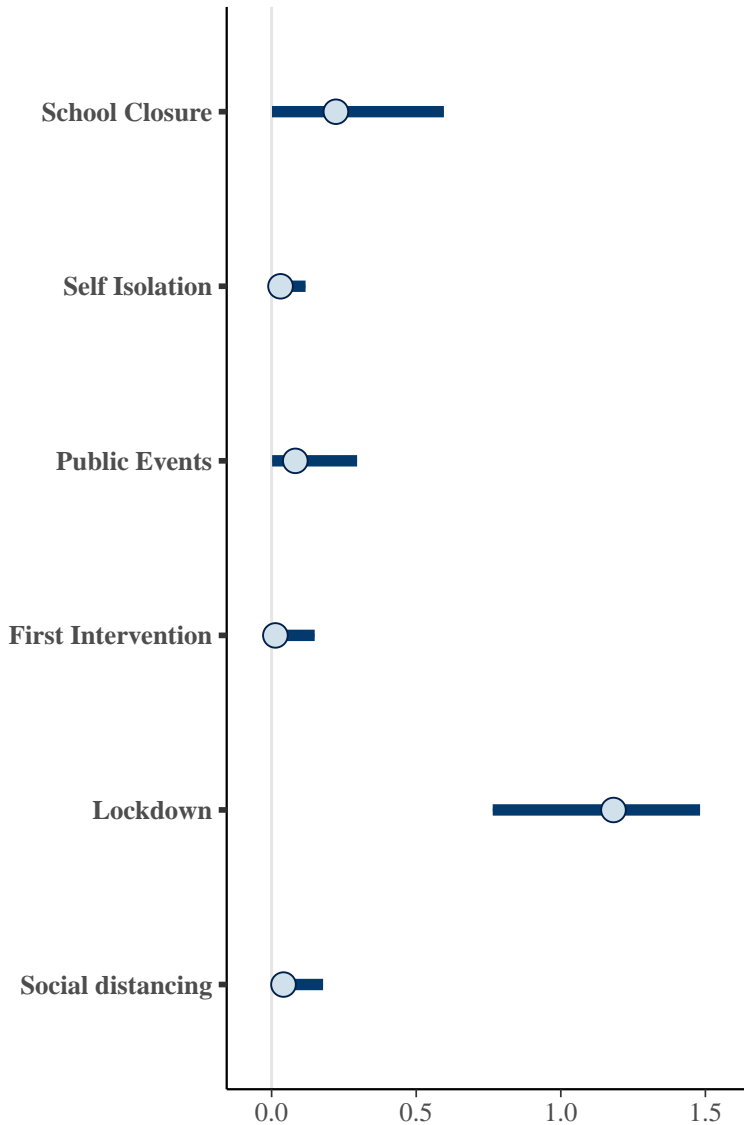 School Closure
Self Isolation
Public Events
First Intervention
Lockdown
Social distancing
0.0 0.5 1.0 1.5